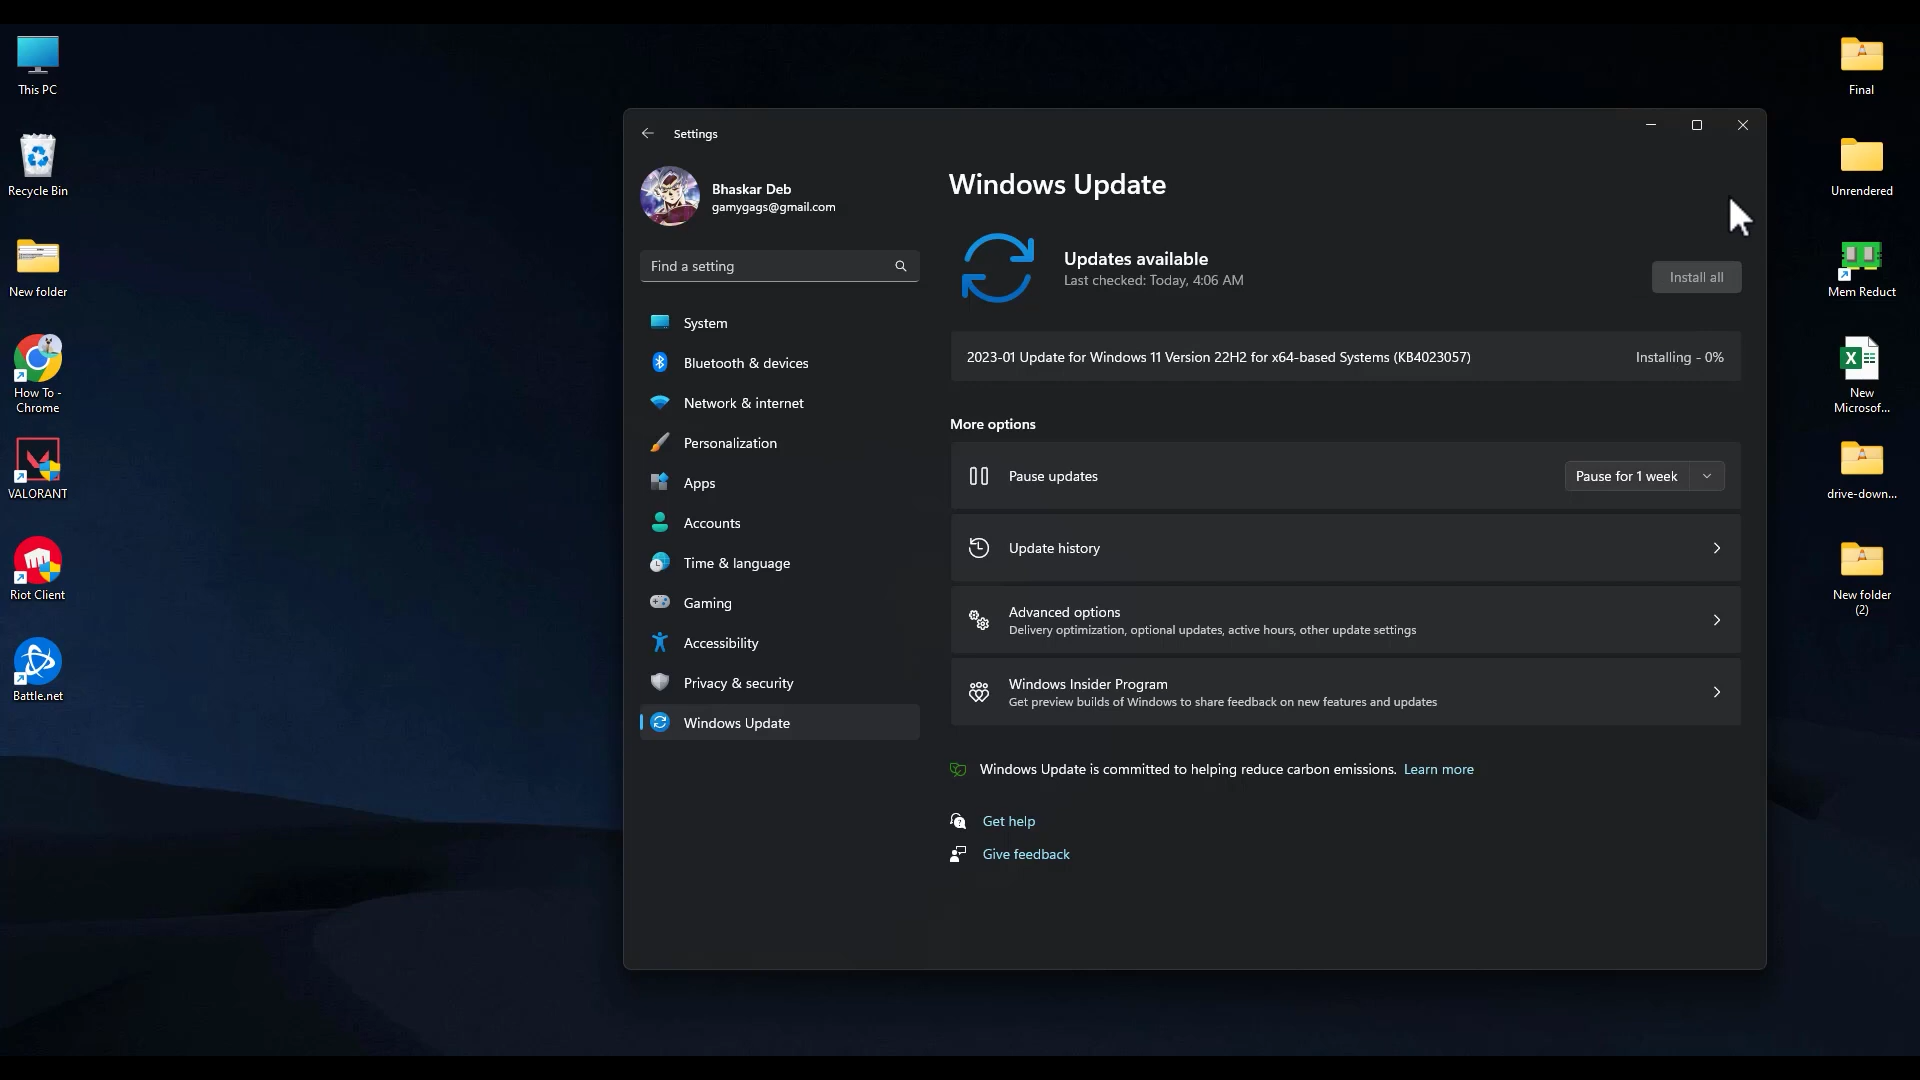 This PC
Recycle Bin
New folder
How To -
Chrome
VALORANT
Riot Client
Battle.net
Settings
Bhaskar Deb
gamygags@gmail.com
Find a setting
System
Bluetooth & devices
Network & internet
Personalization
Apps
Accounts
Time & language
Gaming
Accessibility
Privacy & security
Windows Update
Windows Update
Updates available
Last checked: Today, 4:06 AM
Install all
2023-01 Update for Windows 11 Version 22H2 for x64-based Systems (KB4023057)
Installing - 0%
More options
Pause updates
Pause for 1 week
Update history
Advanced options
Delivery optimization, optional updates, active hours, other update settings
Windows Insider Program
Get preview builds of Windows to share feedback on new features and updates
Windows Update is committed to helping reduce carbon emissions. Learn more
Get help
Give feedback
Final
Unrendered
Mem Reduct
New
Microsof...
drive-down...
New folder
(2)